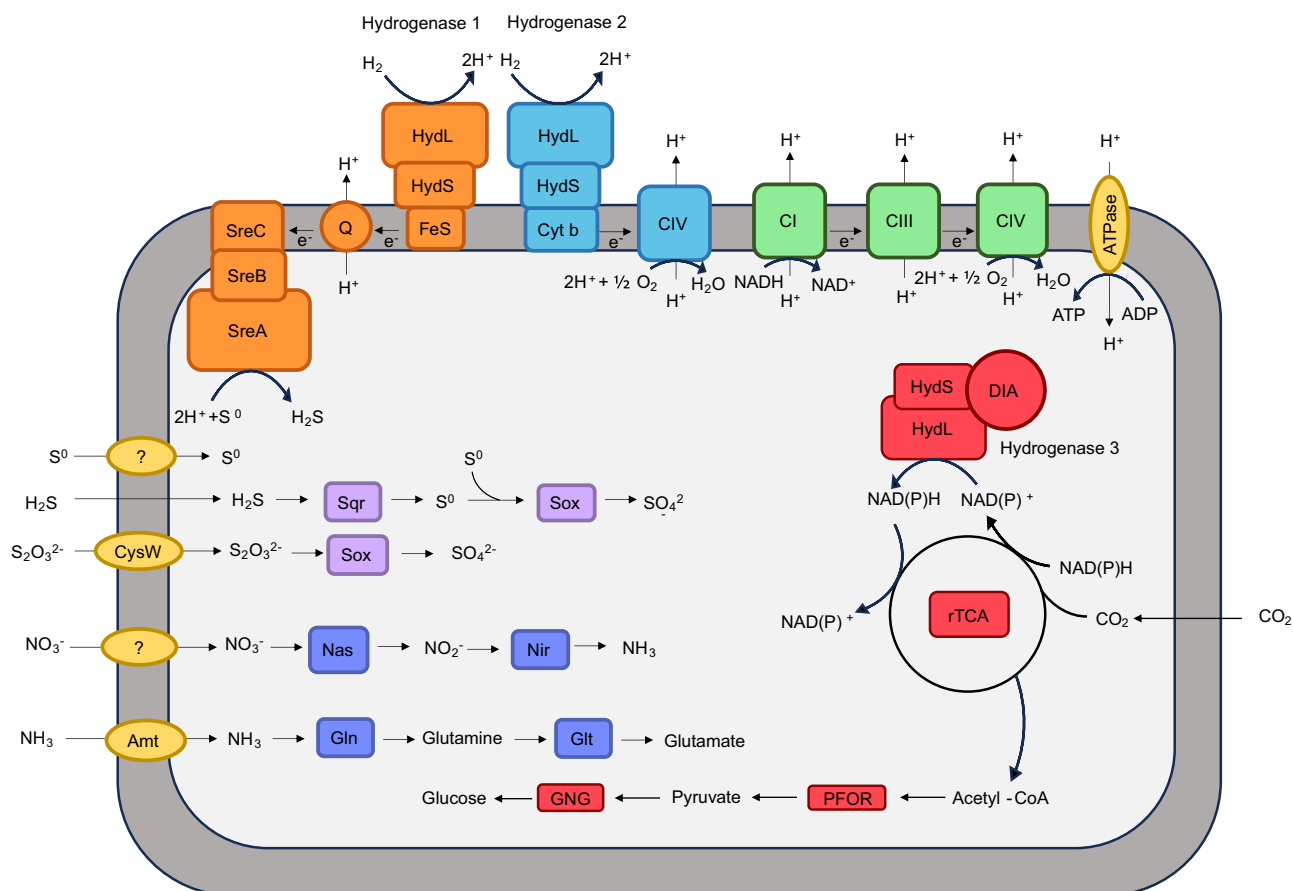 Hydrogenase 1 Hydrogenase 2
H₂ 2H⁺ H₂ 2H⁺
HydL HydL
H⁺ H⁺ H⁺ H⁺ H⁺ H⁺
HydS HydS
SreC Q FeS Cyt b CIV CI CIII CIV ATPase
e⁻ e⁻ e⁻ e⁻ e⁻
SreB
H⁺ 2H⁺ + ½ O₂ H₂O NADH NAD⁺ 2H⁺ + ½ O₂ H₂O
H⁺ H⁺ H⁺ H⁺
SreA
ATP ADP
H⁺
2H⁺ +S ⁰ H₂S
HydS DIA
HydL
Hydrogenase 3
S⁰ ? S⁰ S⁰
H₂S H₂S Sqr S⁰ Sox SO₄²⁻
NAD(P)H NAD(P) ⁺
S₂O₃²⁻ CysW S₂O₃²⁻ Sox SO₄²⁻
NAD(P)H
NAD(P) ⁺ rTCA CO₂ CO₂
NO₃⁻ ? NO₃⁻ Nas NO₂⁻ Nir NH₃
NH₃ Amt NH₃ Gln Glutamine Glt Glutamate
Glucose GNG Pyruvate PFOR Acetyl -CoA